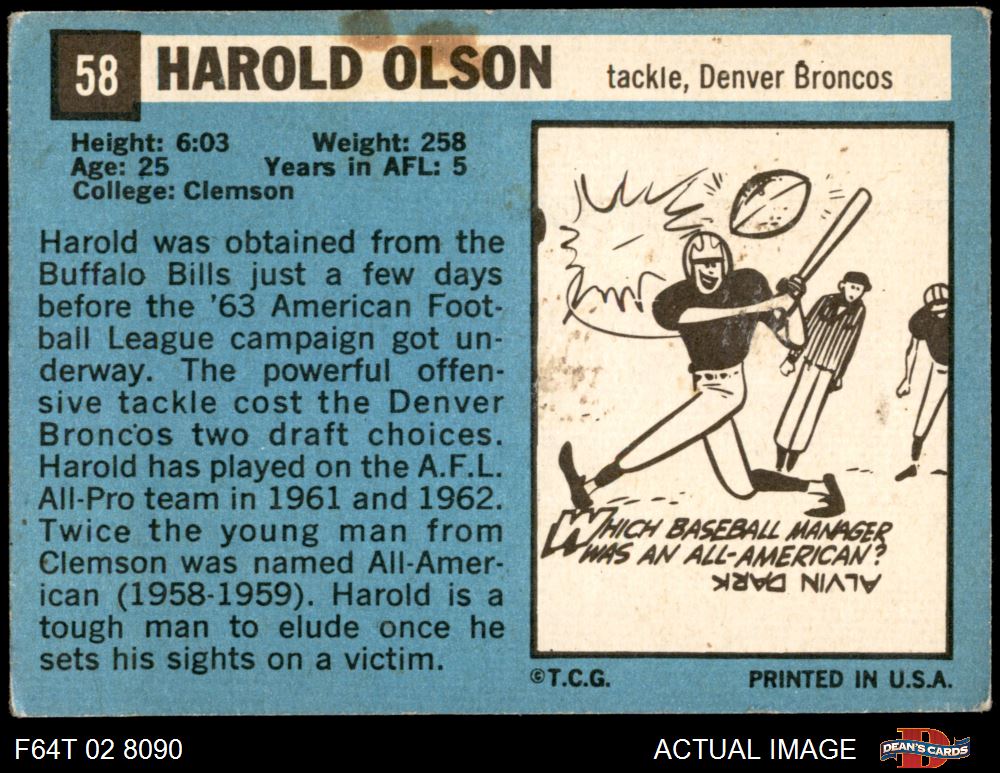 58 HAROLD OLSON tackle, Denver Broncos
Height: 6:03 Weight: 258
Age: 25 Years in AFL: 5
College: Clemson
Harold was obtained from the
Buffalo Bills just a few days
before the '63 American Foot-
ball League campaign got un-
derway. The powerful offen-
sive tackle cost the Denver
Broncos two draft choices.
Harold has played on the A.F.L.
All-Pro team in 1961 and 1962.
Twice the young man from
Clemson was named All-Amer-
ican (1958-1959). Harold is a
tough man to elude once he
sets his sights on a victim.
WHICH BASEBALL MANAGER
WAS AN ALL-AMERICAN?
ALVIN DARK
©T.C.G. PRINTED IN U.S.A.
F64T 02 8090 ACTUAL IMAGE DEAN'S CARDS